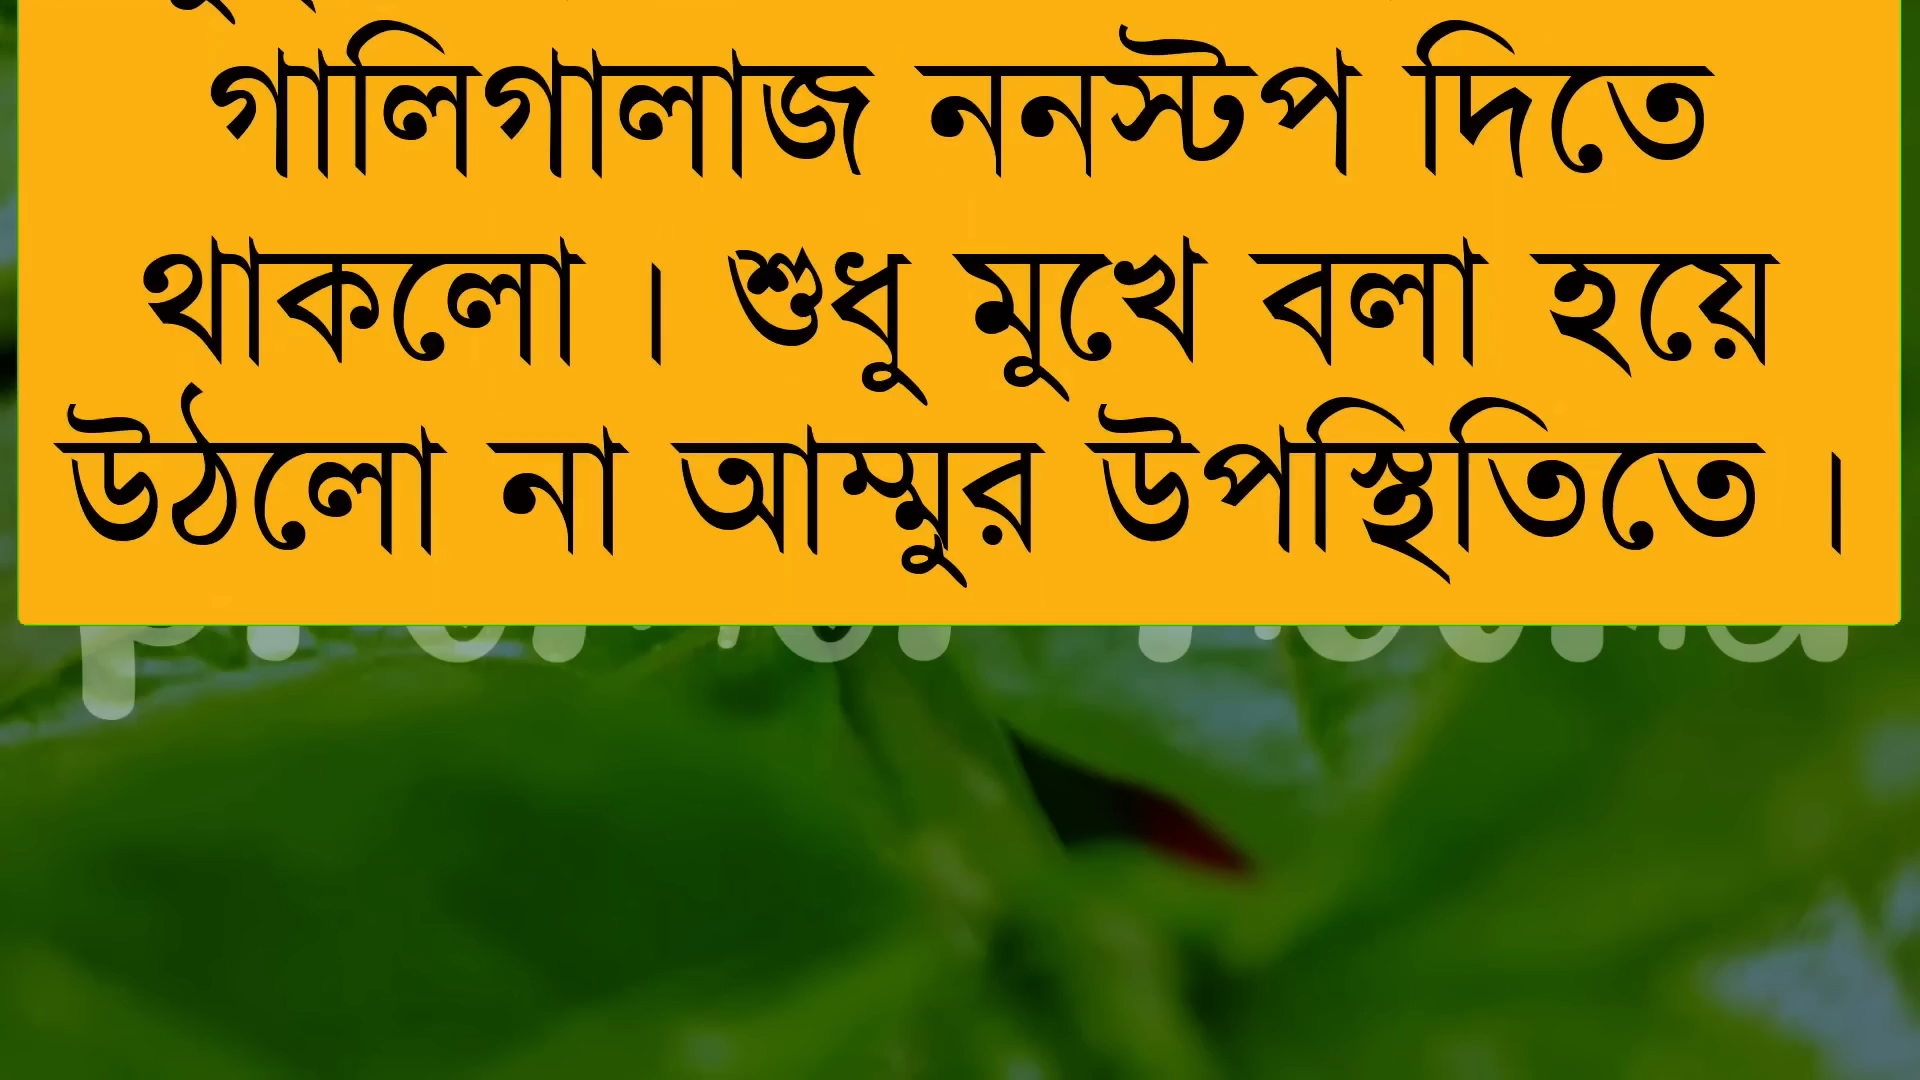 গালিগালাজ ননস্টপ দিতে
থাকলো । শুধু মুখে বলা হয়ে
উঠলো না আম্মুর উপস্থিতিতে ।